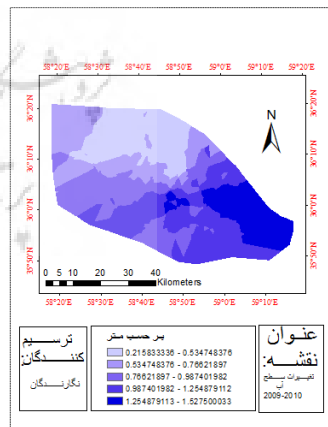 58°20'E 58°30'E 58°40'E 58°50'E 59°0'E 59°10'E 59°20'E
36°20'N 36°20'N
N
36°10'N 36°10'N
36°0'N 36°0'N
35°50'N 35°50'N
0 5 10 20 30 40
Kilometers
58°20'E 58°30'E 58°40'E 58°50'E 59°0'E 59°10'E
عنوان
نقشه:
تغییرات سطح
آب
2009-2010
بر حسب متر
0.215833336 - 0.534748376
0.534748376 - 0.76621897
0.76621897 - 0.987401982
0.987401982 - 1.254879112
1.254879113 - 1.527500033
ترسیم
کنندگان:
نگارندگان